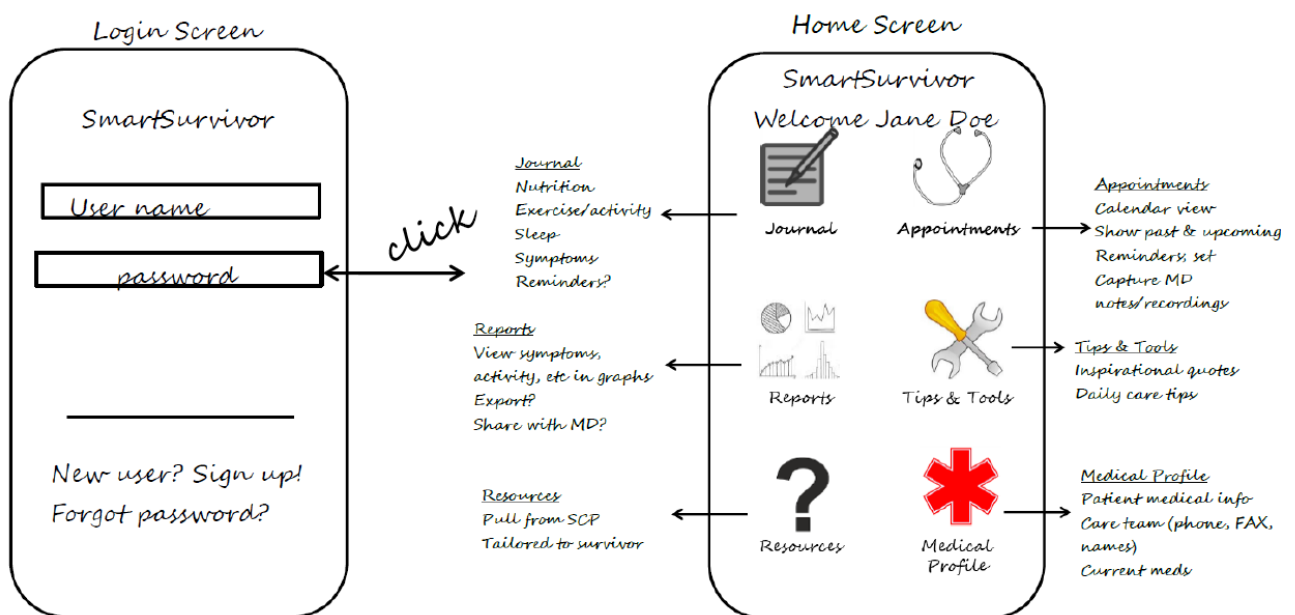 Login Screen
SmartSurvivor
User name
password
New user? Sign up!
Forgot password?
click
Home Screen
SmartSurvivor
Welcome Jane Doe
Journal
Appointments
Reports
Tips & Tools
?
Resources
Medical
Profile
Journal
Nutrition
Exercise/activity
Sleep
Symptoms
Reminders?
Reports
View symptoms,
activity, etc in graphs
Export?
Share with MD?
Resources
Pull from SCP
Tailored to survivor
Appointments
Calendar view
Show past & upcoming
Reminders, set
Capture MD
notes/recordings
Tips & Tools
Inspirational quotes
Daily care tips
Medical Profile
Patient medical info
Care team (phone, FAX,
names)
Current meds